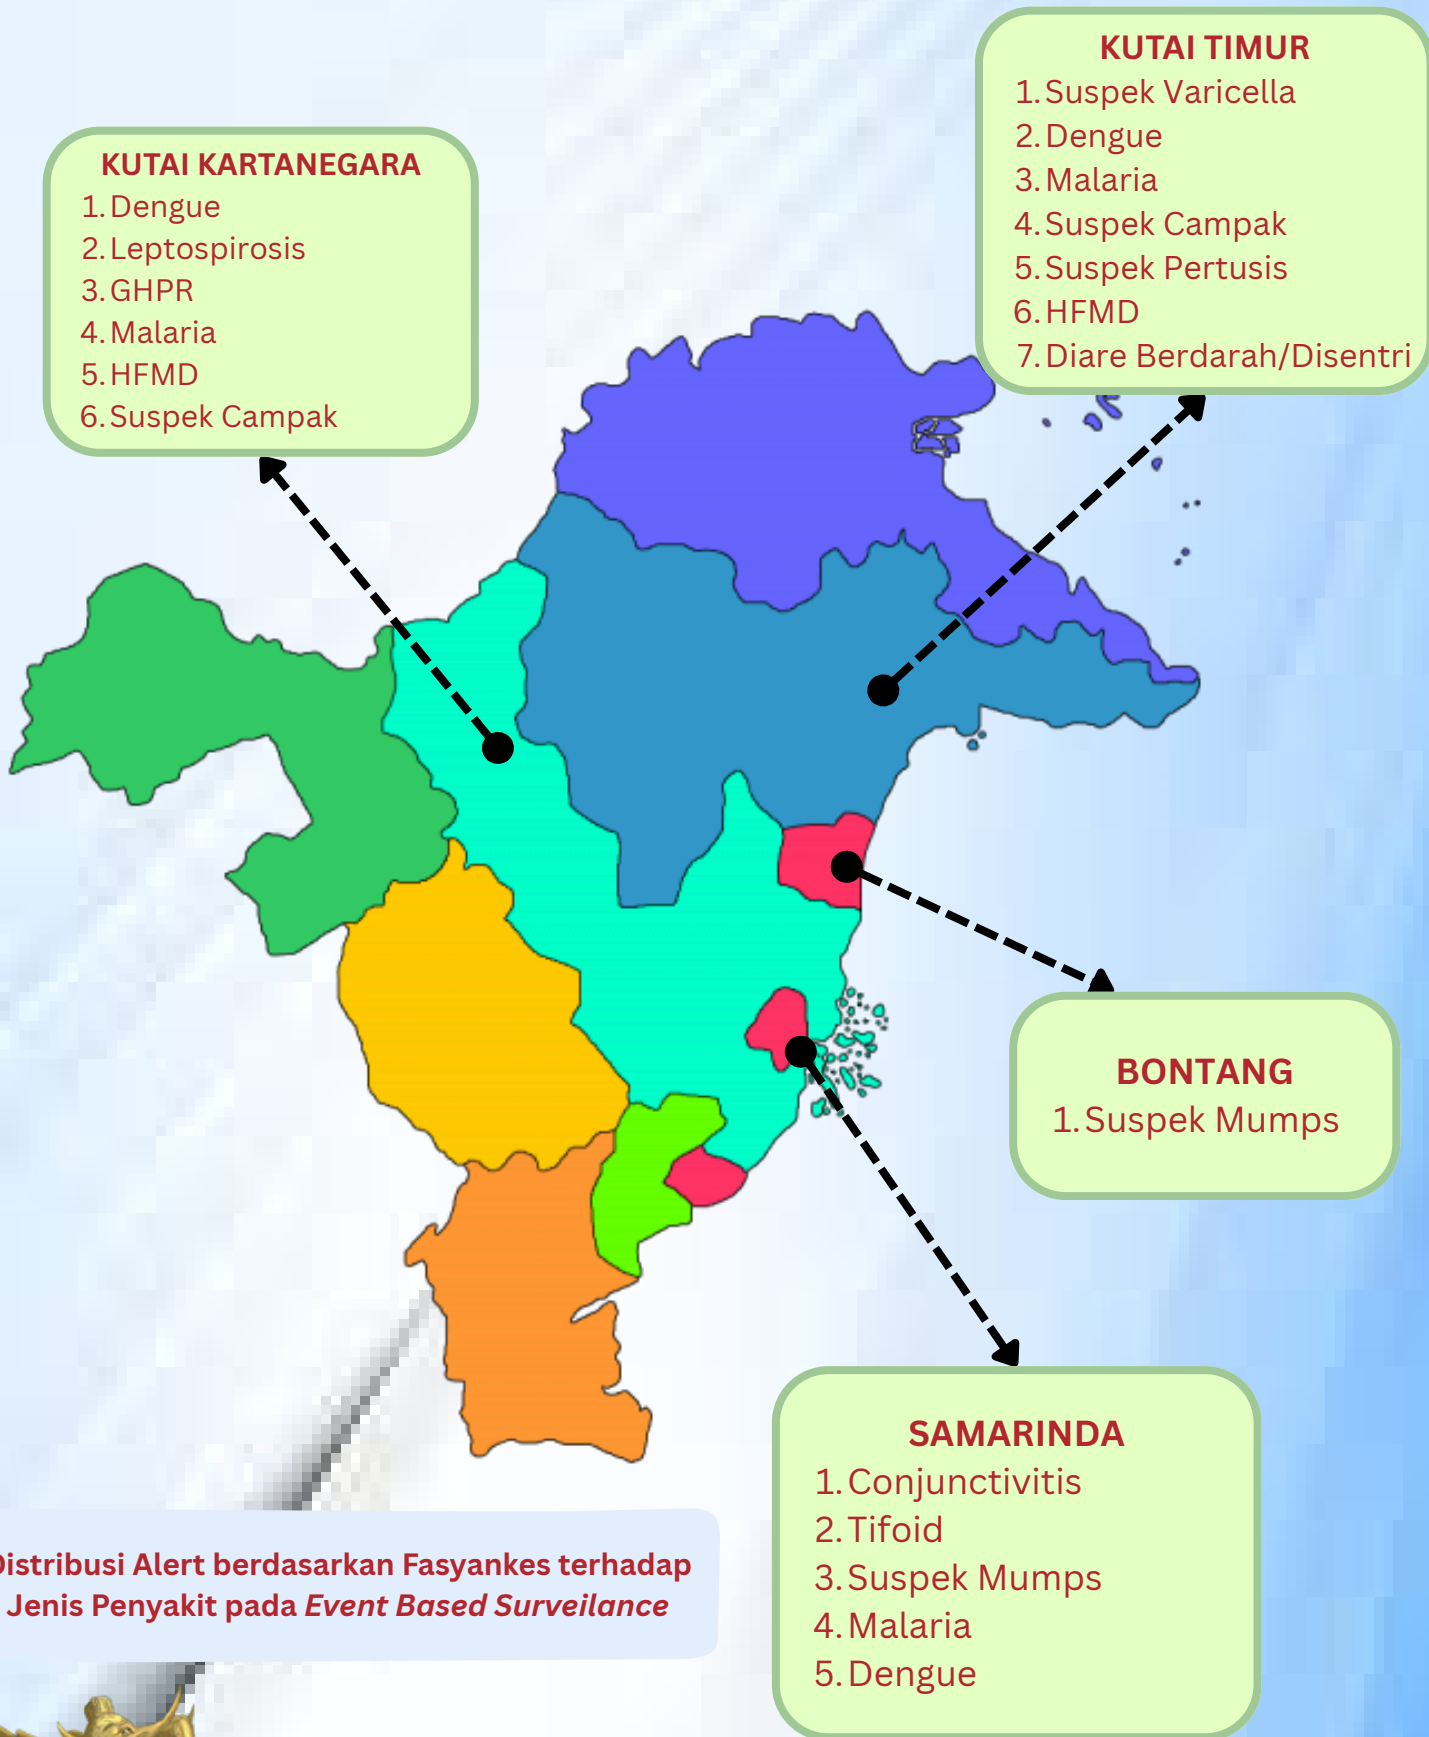 KUTAI TIMUR
1. Suspek Varicella
2. Dengue
3. Malaria
4. Suspek Campak
5. Suspek Pertusis
6. HFMD
7. Diare Berdarah/Disentri
KUTAI KARTANEGARA
1. Dengue
2. Leptospirosis
3. GHPR
4. Malaria
5. HFMD
6. Suspek Campak
BONTANG
1. Suspek Mumps
SAMARINDA
1. Conjunctivitis
2. Tifoid
3. Suspek Mumps
4. Malaria
5. Dengue
Distribusi Alert berdasarkan Fasyankes terhadap
Jenis Penyakit pada Event Based Surveilance